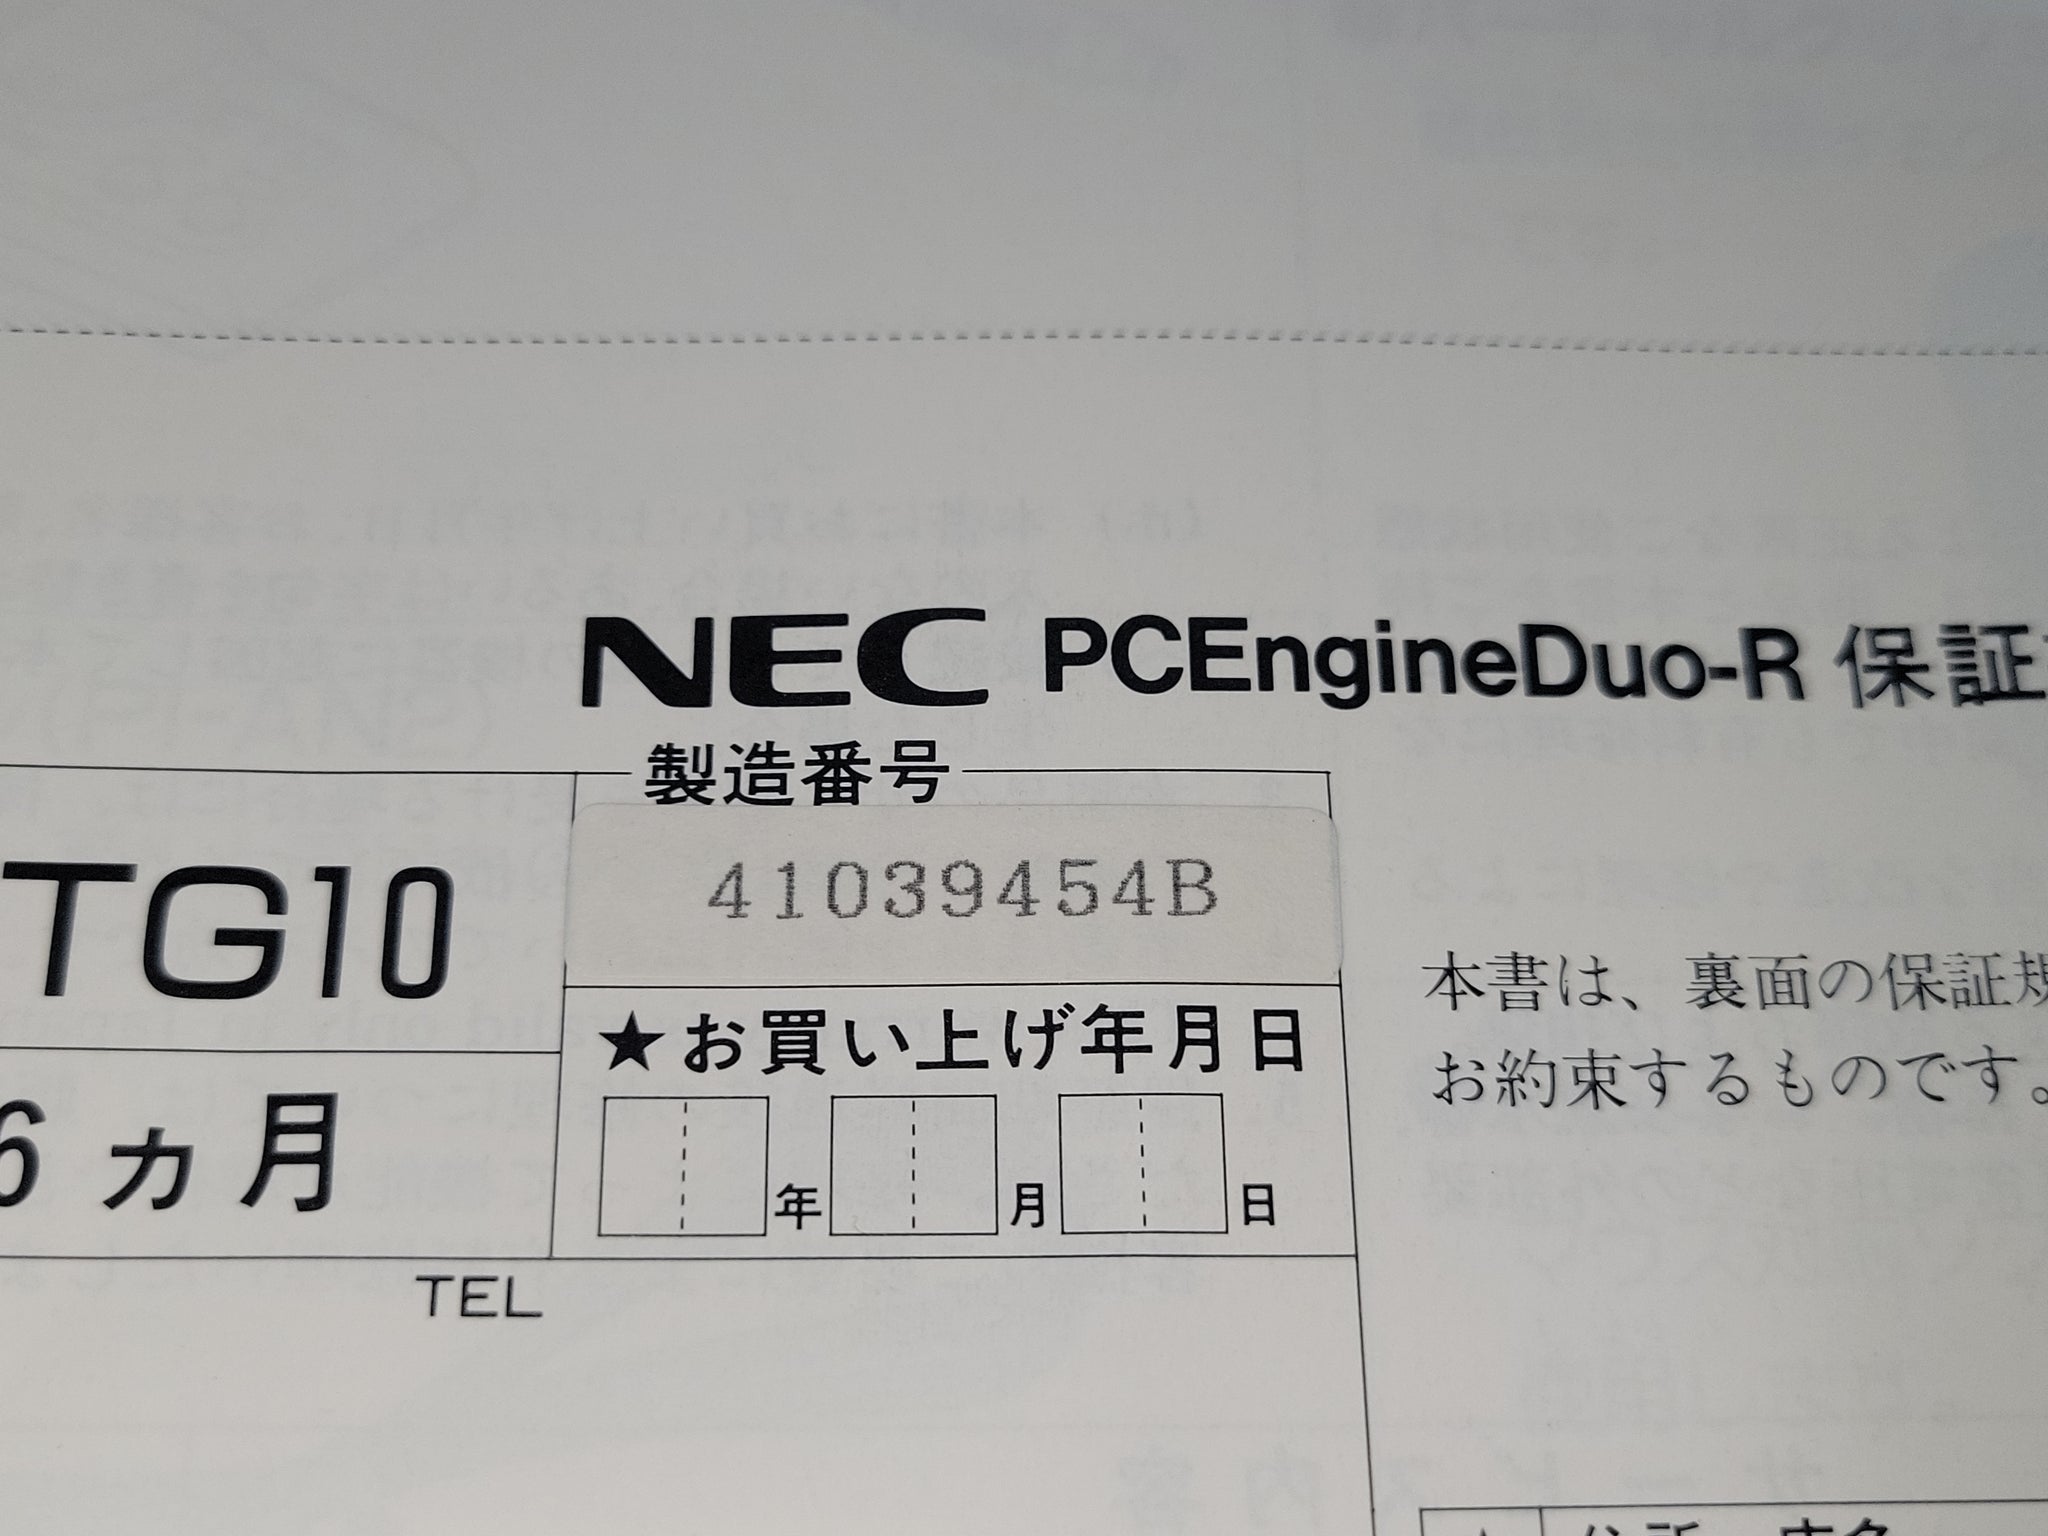 NEC PCEngineDuo-R 保証
製造番号
TG10
41039454B
★お買い上げ年月日
6ヵ月
年 月 日
TEL
本書は、裏面の保証規
お約束するものです。